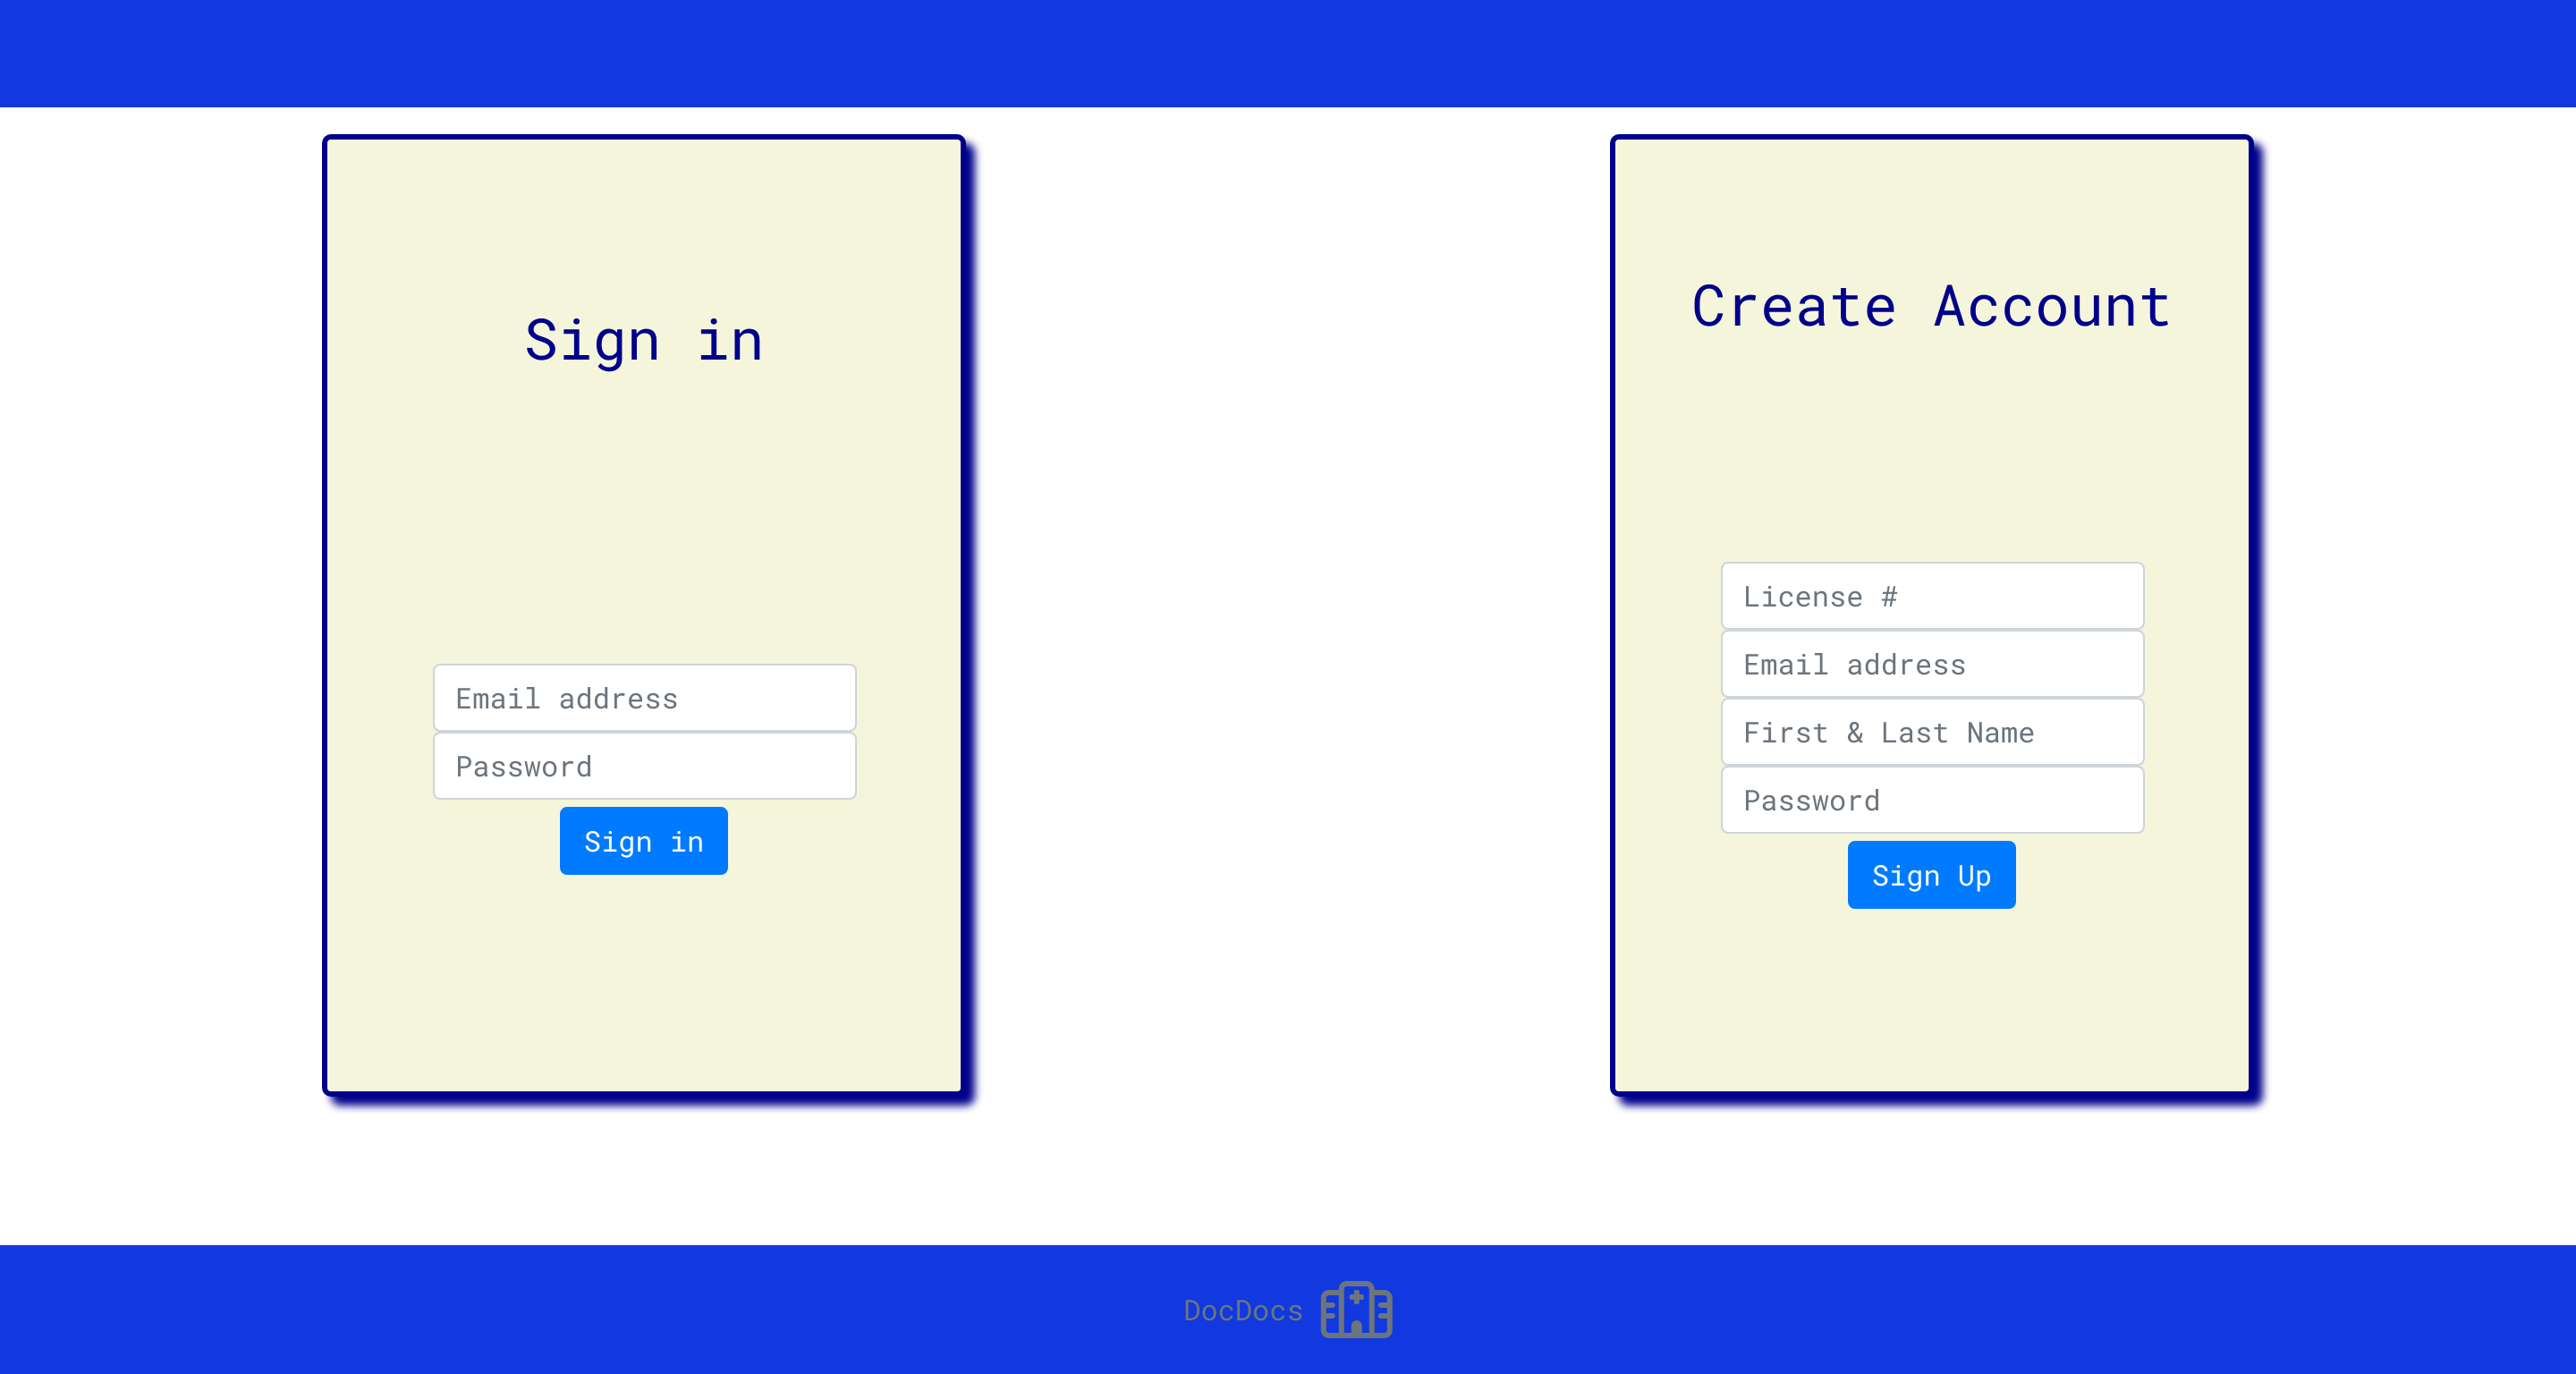 Sign in
Email address
Password
Sign in
Create Account
License #
Email address
First & Last Name
Password
Sign Up
DocDocs